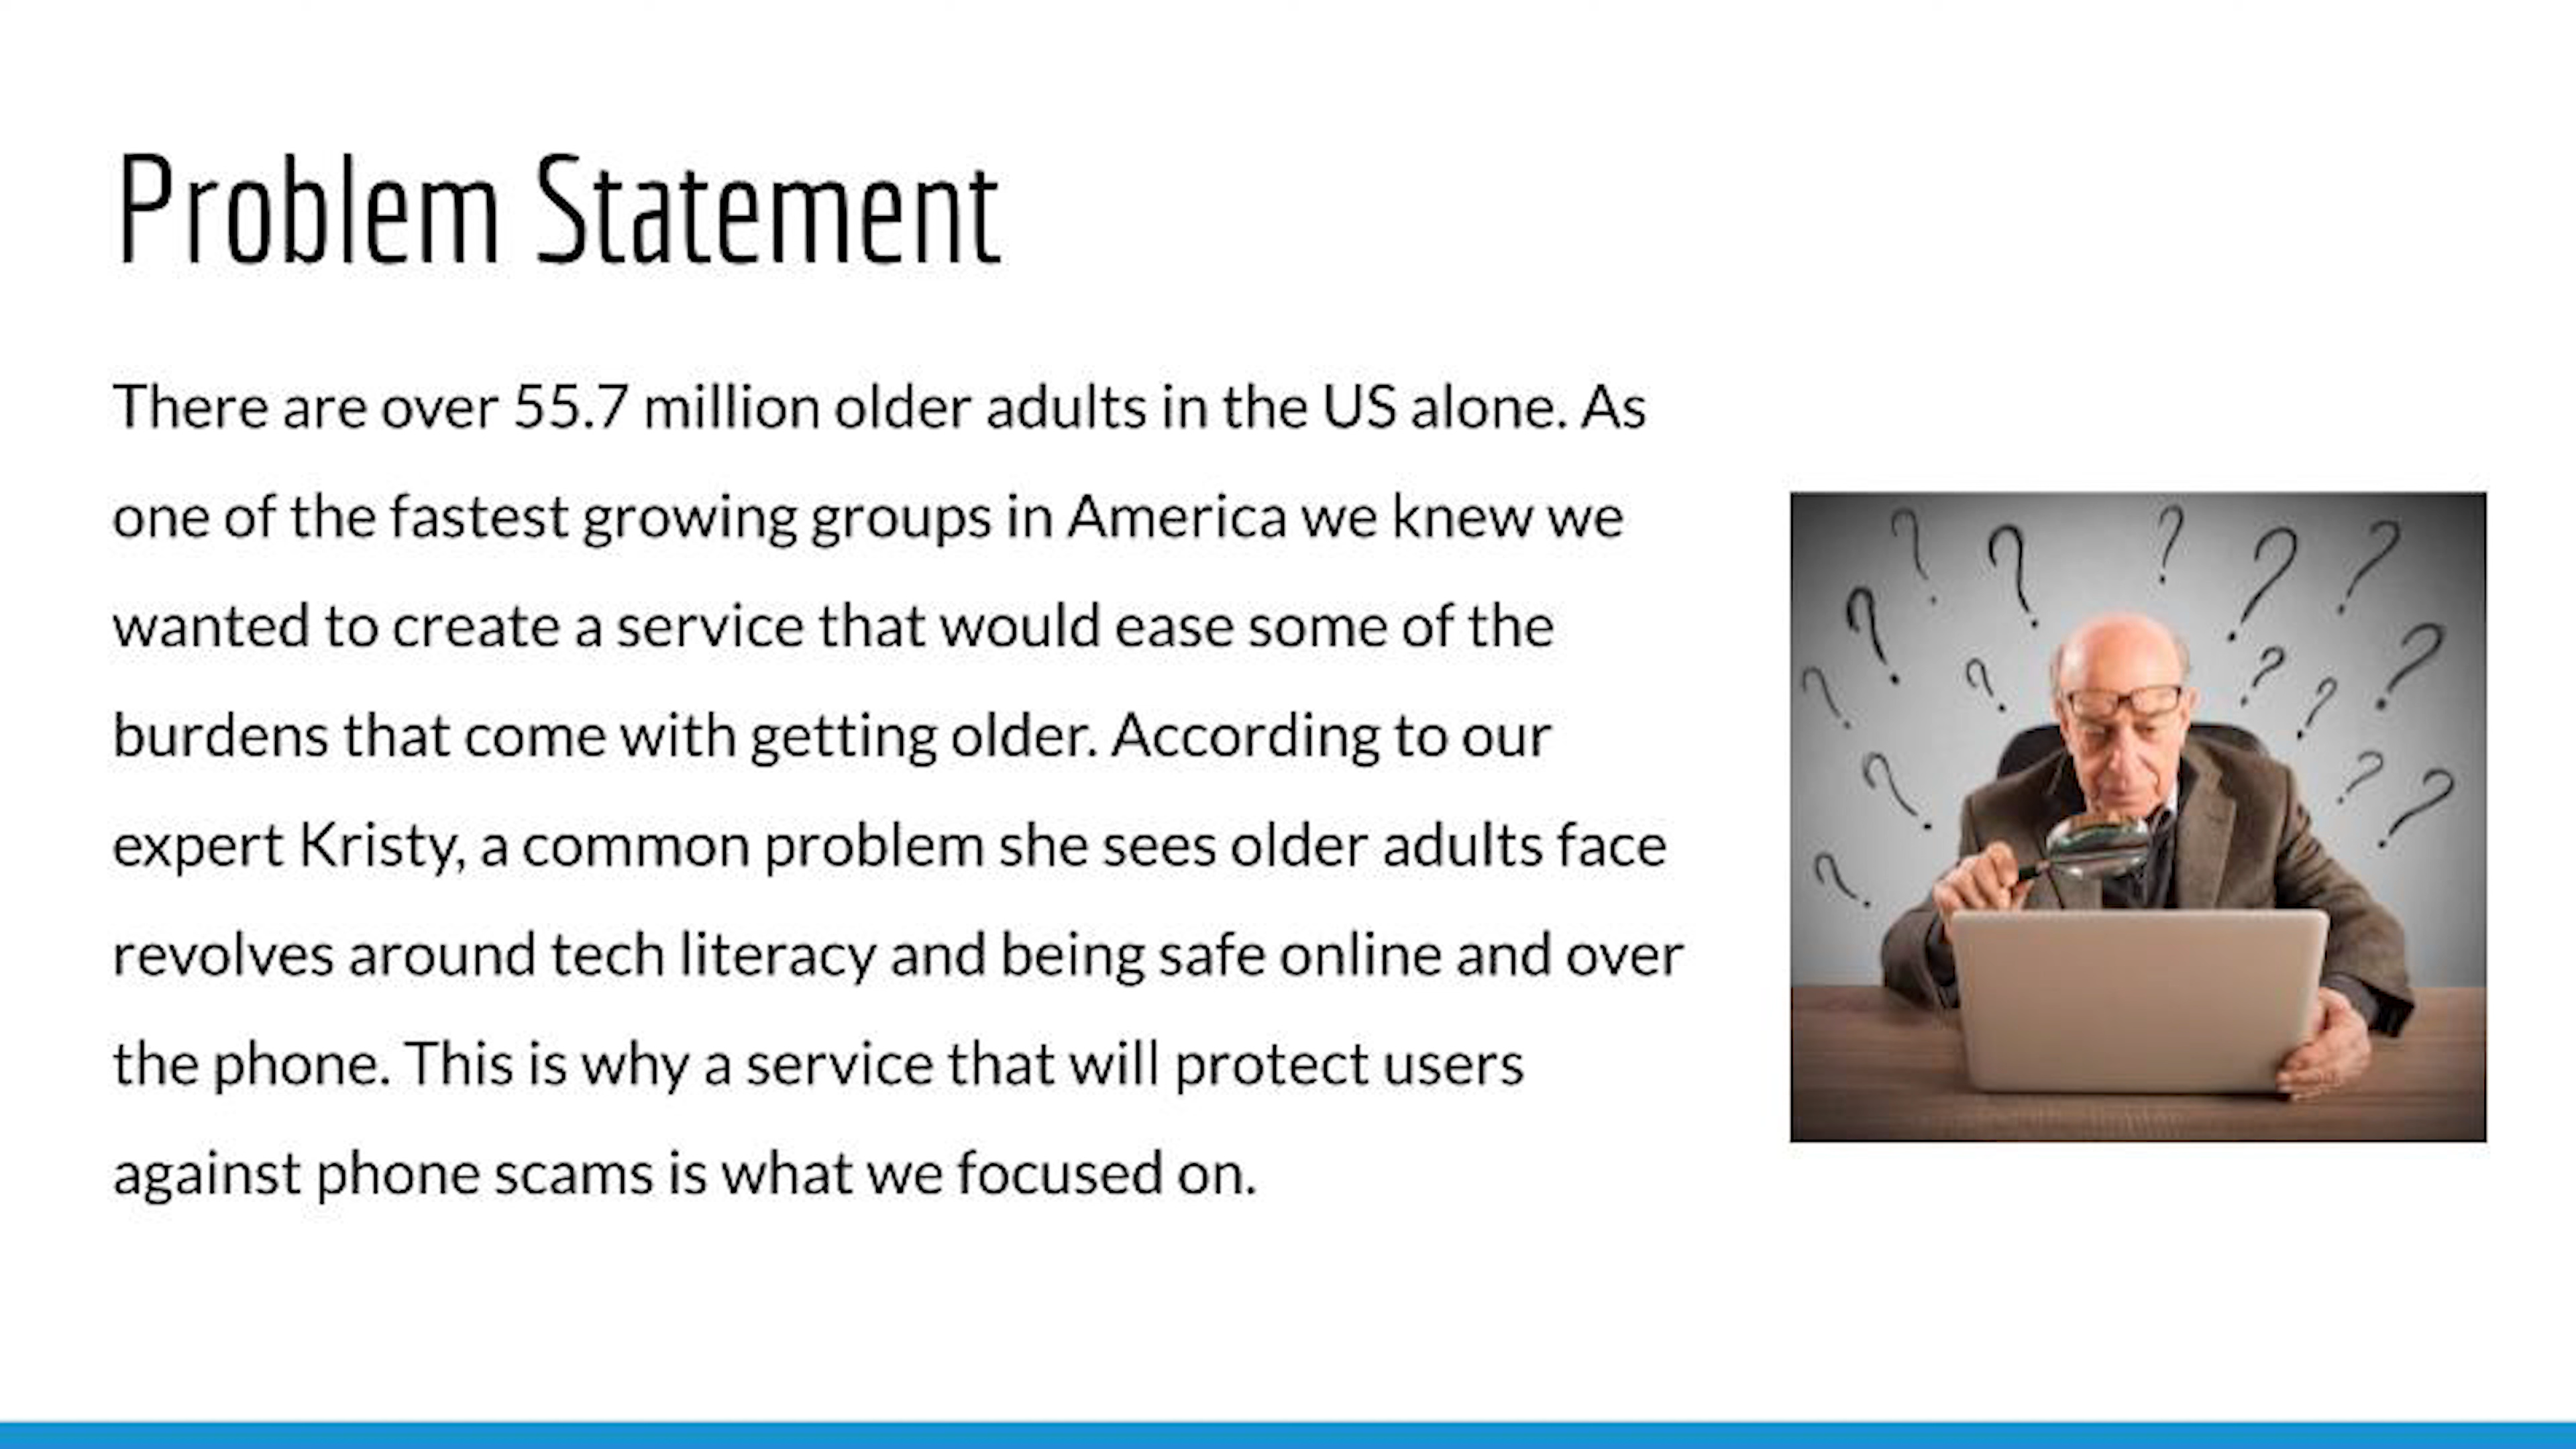 Problem Statement
There are over 55.7 million older adults in the US alone. As
one of the fastest growing groups in America we knew we
wanted to create a service that would ease some of the
burdens that come with getting older. According to our
expert Kristy, a common problem she sees older adults face
revolves around tech literacy and being safe online and over
the phone. This is why a service that will protect users
against phone scams is what we focused on.